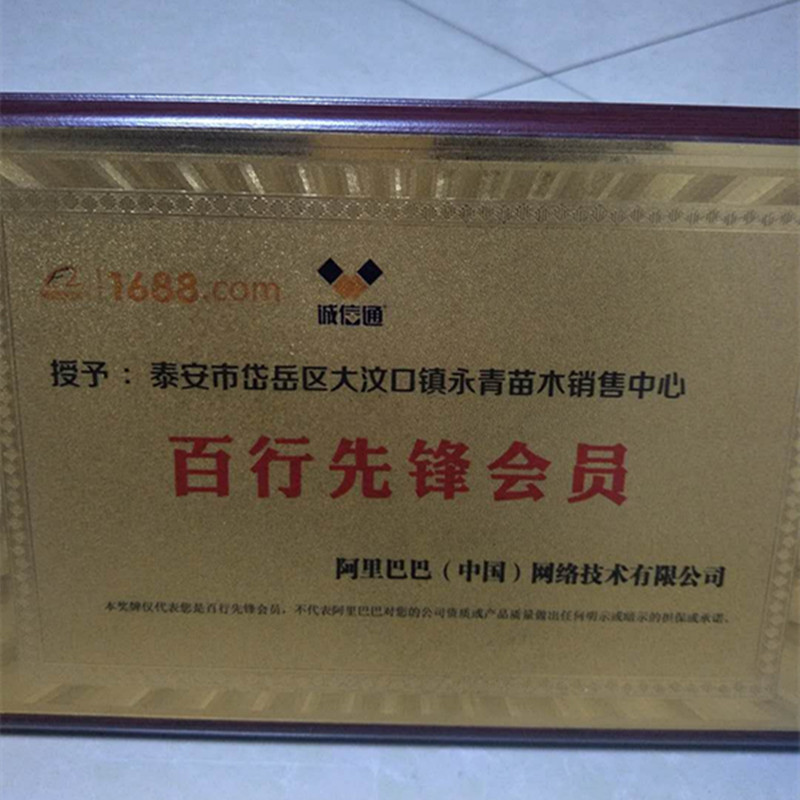 1688.com 诚信通
授予：泰安市岱岳区大汶口镇永青苗木销售中心
百行先锋会员
阿里巴巴（中国）网络技术有限公司
本奖牌仅代表您是百行先锋会员，不代表阿里巴巴对您的公司资质或产品质量做出任何明示或暗示的担保或承诺。